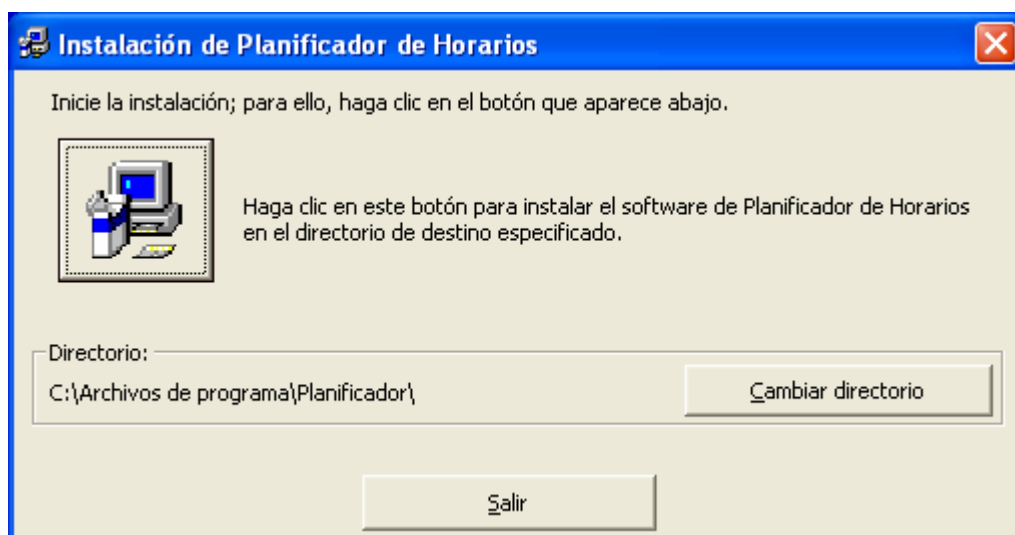 Instalación de Planificador de Horarios
Inicie la instalación; para ello, haga clic en el botón que aparece abajo.
Haga clic en este botón para instalar el software de Planificador de Horarios
en el directorio de destino especificado.
Directorio:
C:\Archivos de programa\Planificador\
Cambiar directorio
Salir